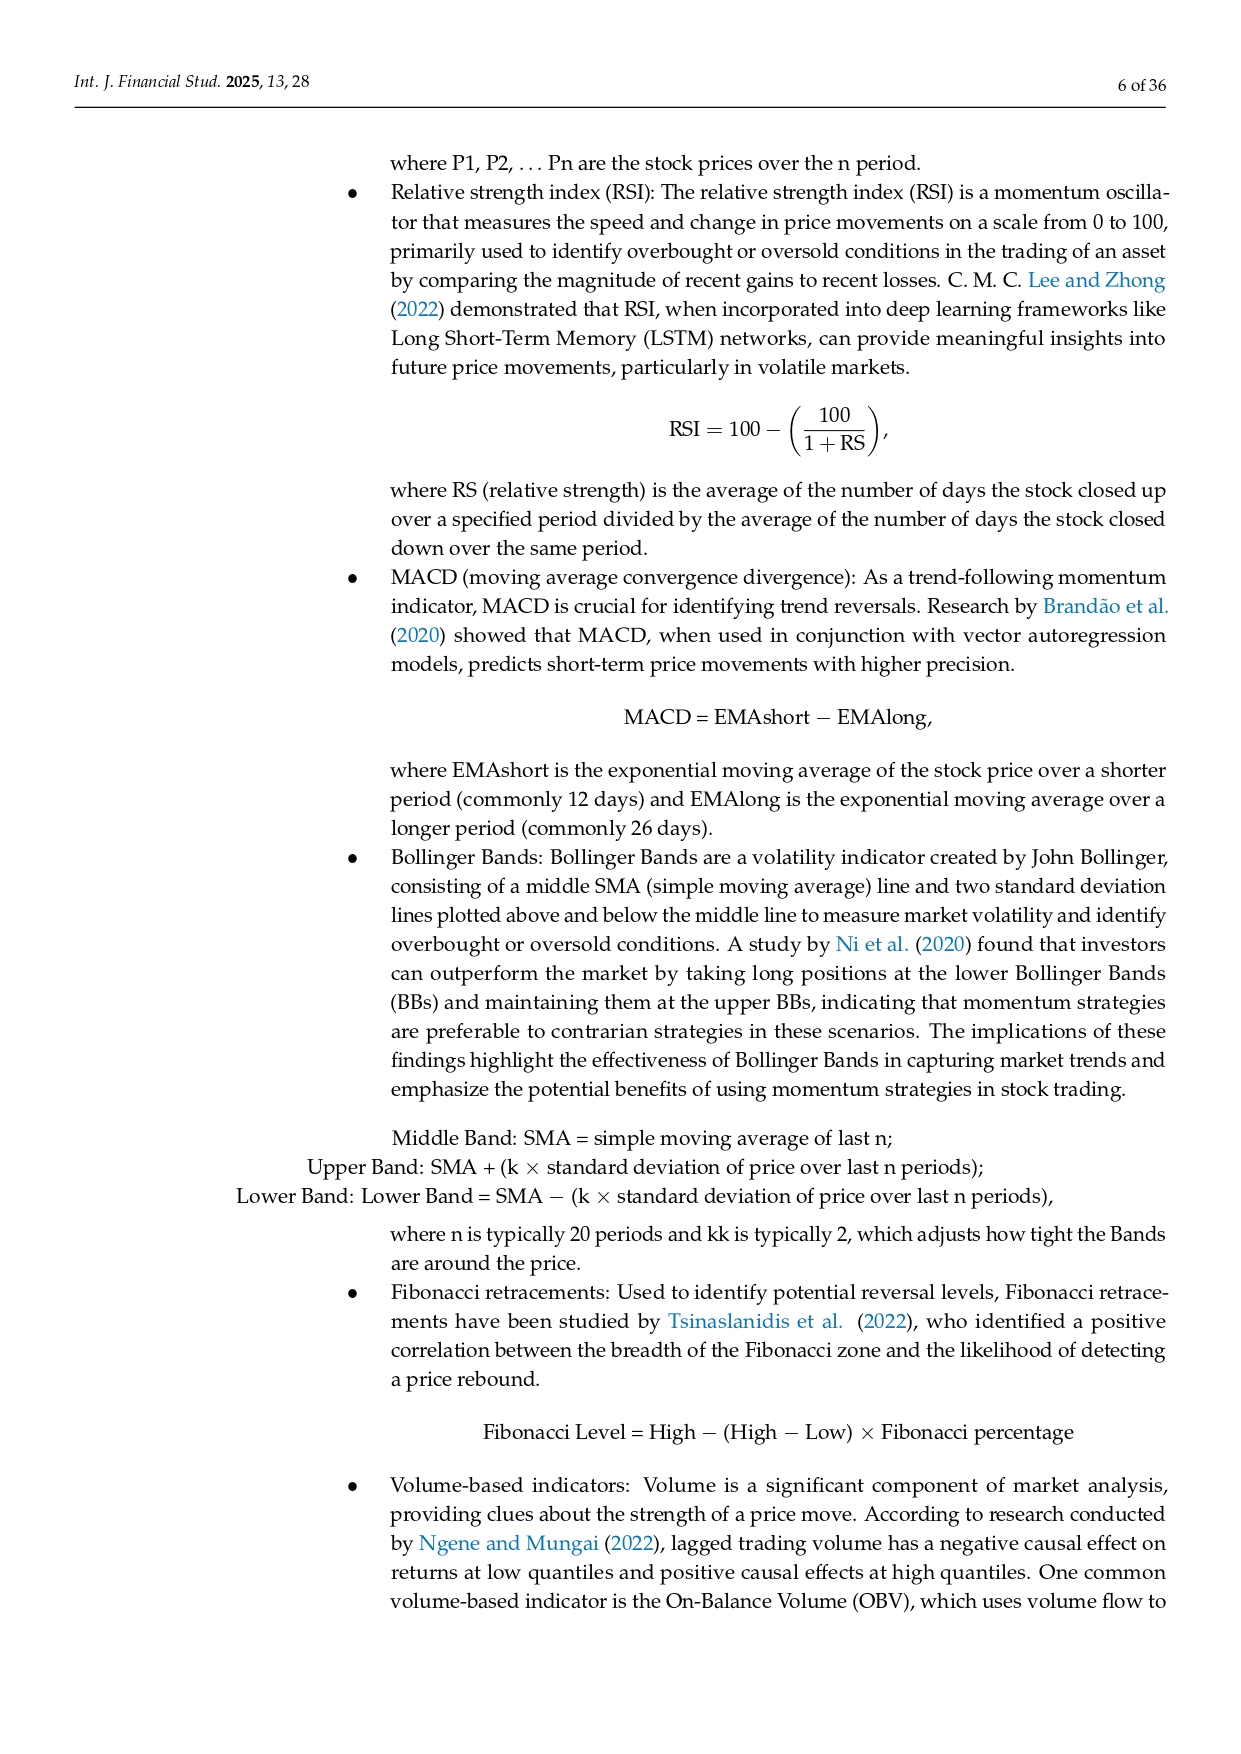 Int. J. Financial Stud. 2025, 13, 28
6 of 36
where P1, P2, . . . Pn are the stock prices over the n period.
● Relative strength index (RSI): The relative strength index (RSI) is a momentum oscilla-
tor that measures the speed and change in price movements on a scale from 0 to 100,
primarily used to identify overbought or oversold conditions in the trading of an asset
by comparing the magnitude of recent gains to recent losses. C. M. C. Lee and Zhong
(2022) demonstrated that RSI, when incorporated into deep learning frameworks like
Long Short-Term Memory (LSTM) networks, can provide meaningful insights into
future price movements, particularly in volatile markets.
RSI = 100 − (100 / (1 + RS)),
where RS (relative strength) is the average of the number of days the stock closed up
over a specified period divided by the average of the number of days the stock closed
down over the same period.
● MACD (moving average convergence divergence): As a trend-following momentum
indicator, MACD is crucial for identifying trend reversals. Research by Brandão et al.
(2020) showed that MACD, when used in conjunction with vector autoregression
models, predicts short-term price movements with higher precision.
MACD = EMAshort − EMAlong,
where EMAshort is the exponential moving average of the stock price over a shorter
period (commonly 12 days) and EMAlong is the exponential moving average over a
longer period (commonly 26 days).
● Bollinger Bands: Bollinger Bands are a volatility indicator created by John Bollinger,
consisting of a middle SMA (simple moving average) line and two standard deviation
lines plotted above and below the middle line to measure market volatility and identify
overbought or oversold conditions. A study by Ni et al. (2020) found that investors
can outperform the market by taking long positions at the lower Bollinger Bands
(BBs) and maintaining them at the upper BBs, indicating that momentum strategies
are preferable to contrarian strategies in these scenarios. The implications of these
findings highlight the effectiveness of Bollinger Bands in capturing market trends and
emphasize the potential benefits of using momentum strategies in stock trading.
Middle Band: SMA = simple moving average of last n;
Upper Band: SMA + (k × standard deviation of price over last n periods);
Lower Band: Lower Band = SMA − (k × standard deviation of price over last n periods),
where n is typically 20 periods and kk is typically 2, which adjusts how tight the Bands
are around the price.
● Fibonacci retracements: Used to identify potential reversal levels, Fibonacci retrace-
ments have been studied by Tsinaslanidis et al. (2022), who identified a positive
correlation between the breadth of the Fibonacci zone and the likelihood of detecting
a price rebound.
Fibonacci Level = High − (High − Low) × Fibonacci percentage
● Volume-based indicators: Volume is a significant component of market analysis,
providing clues about the strength of a price move. According to research conducted
by Ngene and Mungai (2022), lagged trading volume has a negative causal effect on
returns at low quantiles and positive causal effects at high quantiles. One common
volume-based indicator is the On-Balance Volume (OBV), which uses volume flow to